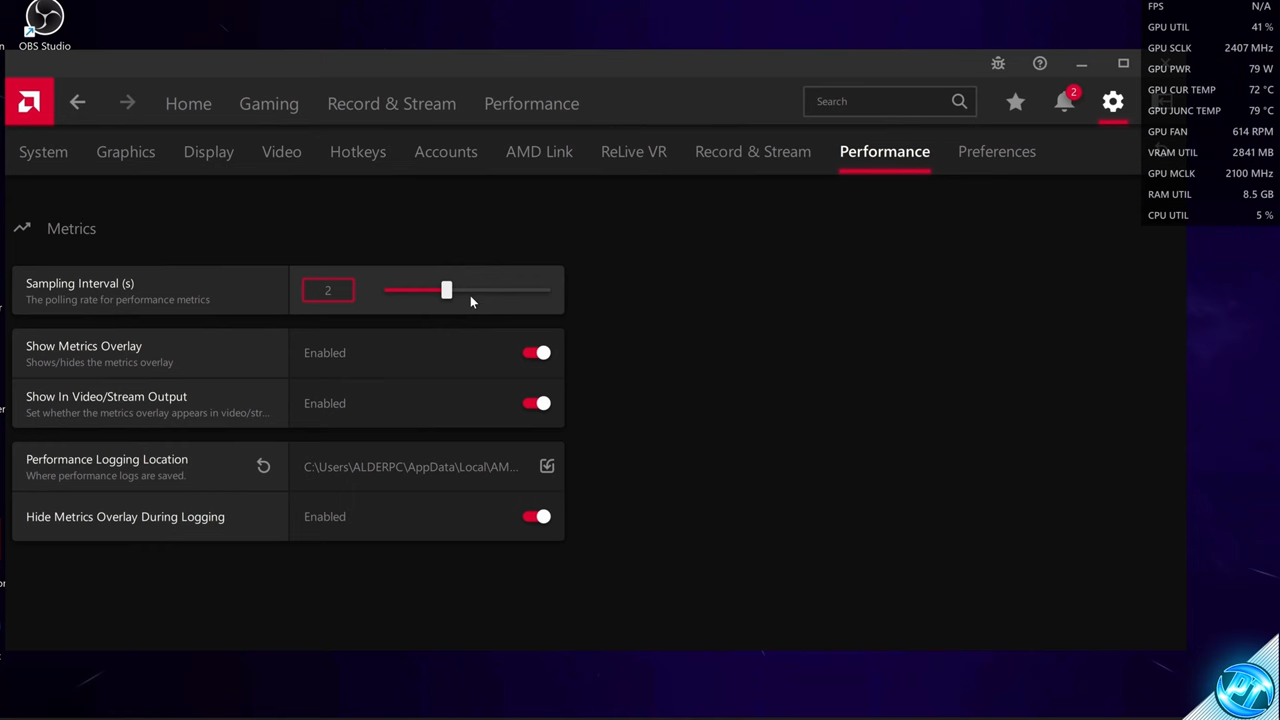 OBS Studio
FPS N/A
GPU UTIL 41 %
GPU SCLK 2407 MHz
GPU PWR 79 W
GPU CUR TEMP 72 °C
GPU JUNC TEMP 79 °C
GPU FAN 614 RPM
VRAM UTIL 2841 MB
GPU MCLK 2100 MHz
RAM UTIL 8.5 GB
CPU UTIL 5 %
Home Gaming Record & Stream Performance Search 2
System Graphics Display Video Hotkeys Accounts AMD Link ReLive VR Record & Stream Performance Preferences
Metrics
Sampling Interval (s) 2
The polling rate for performance metrics
Show Metrics Overlay Enabled
Shows/hides the metrics overlay
Show In Video/Stream Output Enabled
Set whether the metrics overlay appears in video/str...
Performance Logging Location C:\Users\ALDERPC\AppData\Local\AM...
Where performance logs are saved.
Hide Metrics Overlay During Logging Enabled
PT